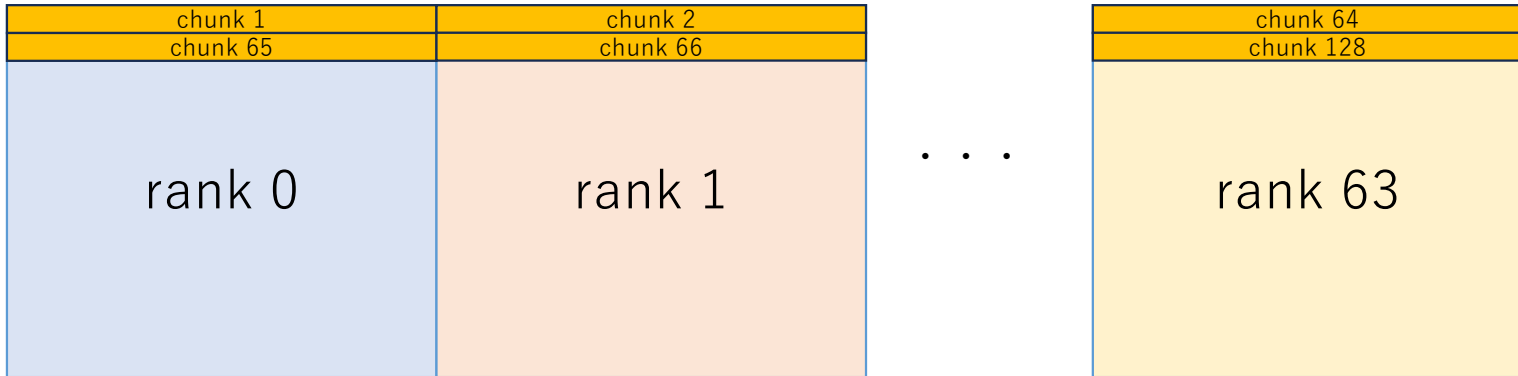 chunk 1 chunk 2 chunk 64
chunk 65 chunk 66 chunk 128
. . .
rank 0 rank 1 rank 63